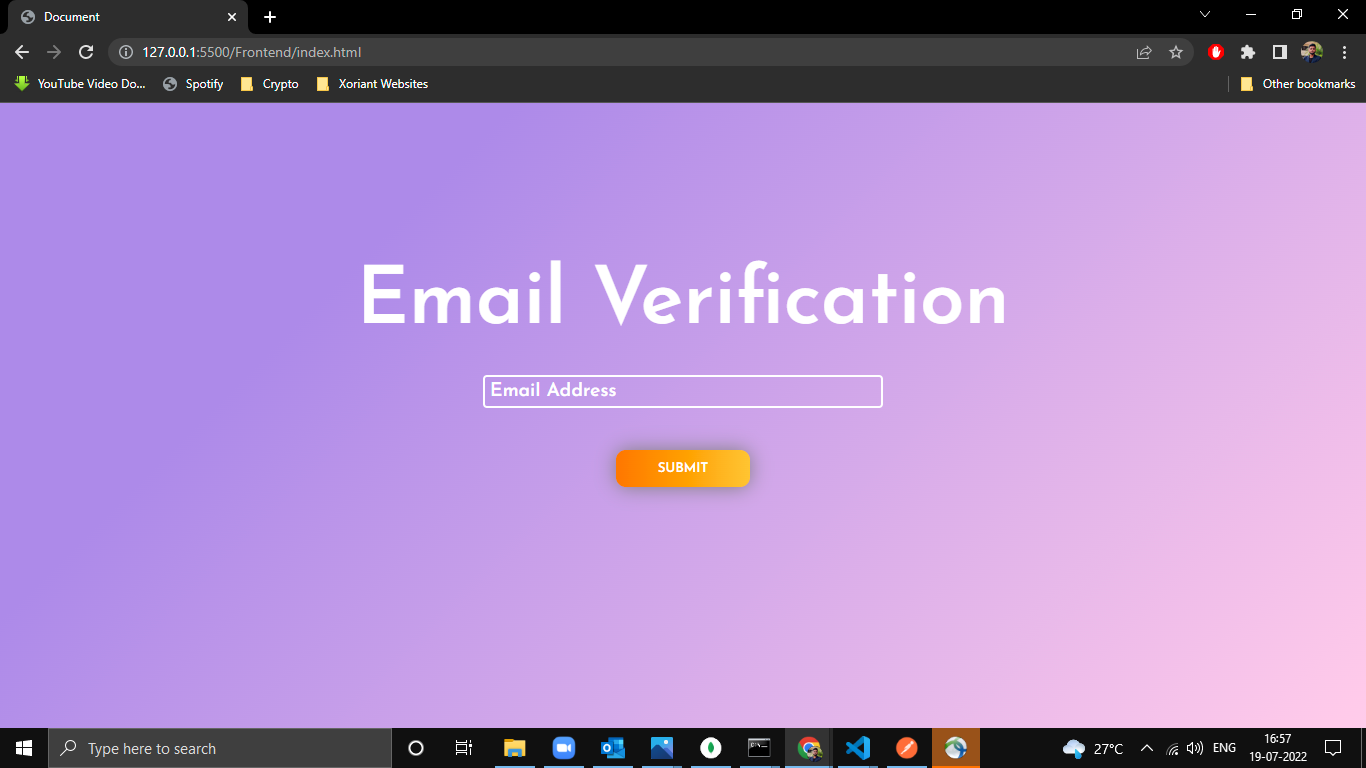 Document
127.0.0.1:5500/Frontend/index.html
YouTube Video Do... Spotify Crypto Xoriant Websites Other bookmarks
Email Verification
Email Address
SUBMIT
Type here to search
27°C ENG 16:57
19-07-2022